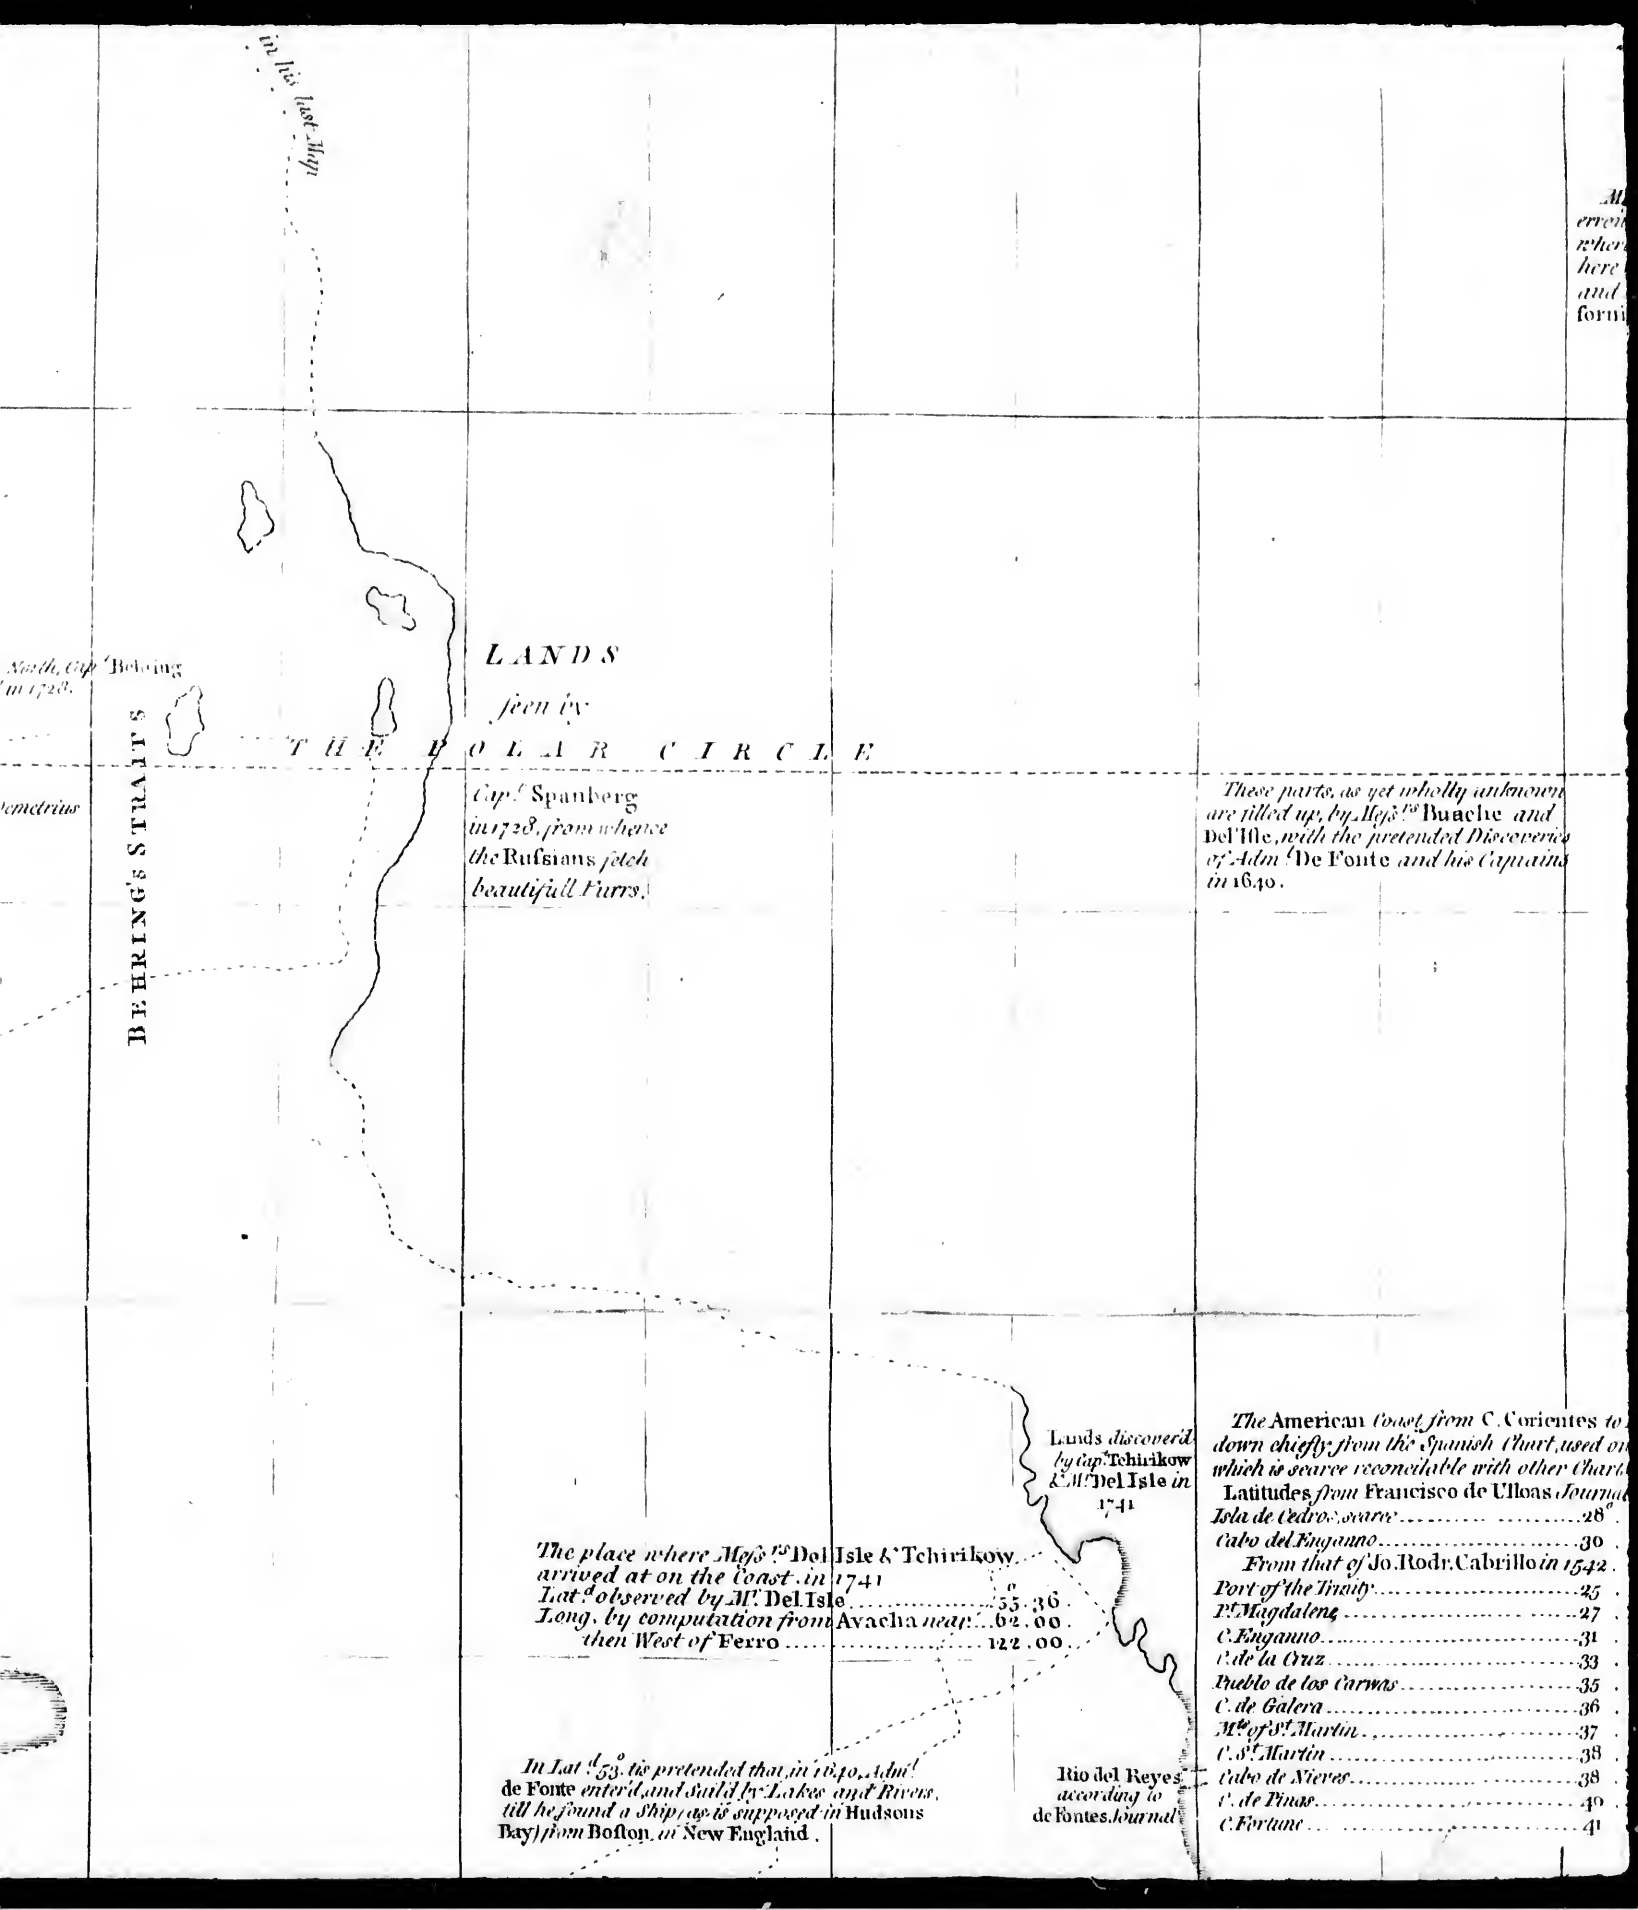 in his last Map
M
erron
wher
here
and
forni
North, Capt. Behring
in 1728.
BEHRING'S STRAITS
Demetrius
LANDS
ſeen by
THE POLAR CIRCLE
Capt. Spanberg
in 1728, from whence
the Ruſsians fetch
beautifull Furrs.
These parts, as yet wholly unknown
are filled up, by Meſsrs. Buache and
Del'Iſle, with the pretended Discoveries
of Adml. De Fonte and his Captains
in 1640.
Lands discover'd
by Capt. Tchirikow
& Mr. Del Isle in
1741
The place where Meſsrs. Del Isle & Tchirikow
arrived at on the Coast in 1741
Latd. observed by Mr. Del Isle 55°.36.
Long. by computation from Avacha near 62.00.
then West of Ferro 122.00.
In Latd. 53°. tis pretended that, in 1640, Adml.
de Fonte enter'd, and Sail'd by Lakes and Rivers,
till he found a Ship, (as is supposed in Hudsons
Bay) from Boſton, in New England.
Rio del Reyes
according to
de Fontes Journal
The American Coast from C. Corientes to
down chiefly from the Spanish Chart, used on
which is scarce reconcilable with other Chart
Latitudes from Francisco de Ulloas Journal
Isla de Cedros, scarce 28°.
Cabo del Enganno 30.
From that of Jo. Rodr. Cabrillo in 1542.
Port of the Trinity 25.
Pt. Magdalene 27.
C. Enganno 31.
C. de la Cruz 33.
Pueblo de los Carwas 35.
C. de Galera 36.
Mts. of St. Martin 37.
C. St. Martin 38.
Cabo de Nieves 38.
C. de Pinos 40.
C. Fortune 41.